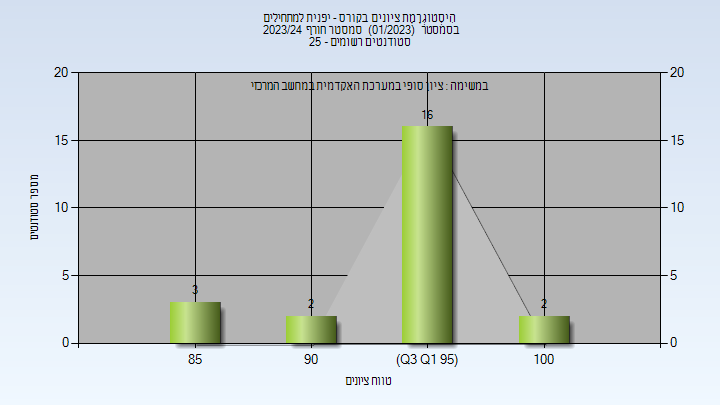 היסטוגרמת ציונים בקורס - יפנית למתחילים
בסמסטר (01/2023) סמסטר חורף 2023/24
סטודנטים רשומים - 25
במשימה : ציון סופי במערכת האקדמית במחשב המרכזי
מספר סטודנטים
20 20
15 15
10 10
5 5
0 0
16
3
2
2
85 90 (Q3 Q1 95) 100
טווח ציונים